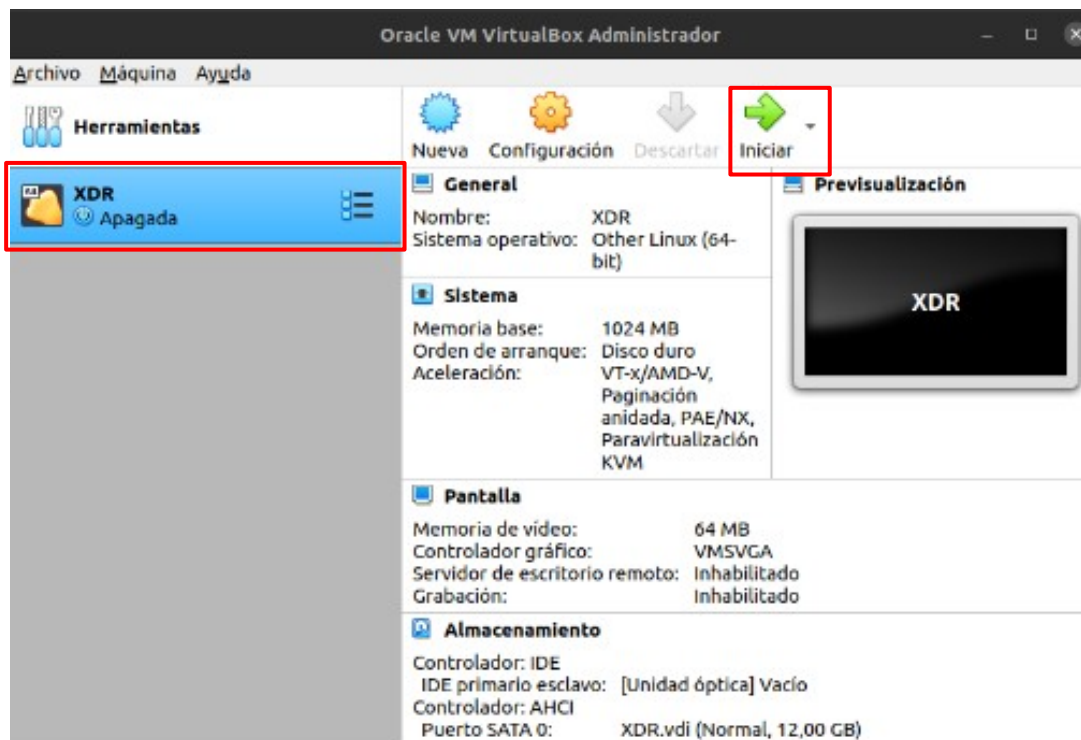 Oracle VM VirtualBox Administrador
Archivo Máquina Ayuda
Herramientas
Nueva Configuración Descartar Iniciar
XDR
Apagada
General
Nombre: XDR
Sistema operativo: Other Linux (64-
bit)
Previsualización
XDR
Sistema
Memoria base: 1024 MB
Orden de arranque: Disco duro
Aceleración: VT-x/AMD-V,
Paginación
anidada, PAE/NX,
Paravirtualización
KVM
Pantalla
Memoria de vídeo: 64 MB
Controlador gráfico: VMSVGA
Servidor de escritorio remoto: Inhabilitado
Grabación: Inhabilitado
Almacenamiento
Controlador: IDE
IDE primario esclavo: [Unidad óptica] Vacío
Controlador: AHCI
Puerto SATA 0: XDR.vdi (Normal, 12,00 GB)